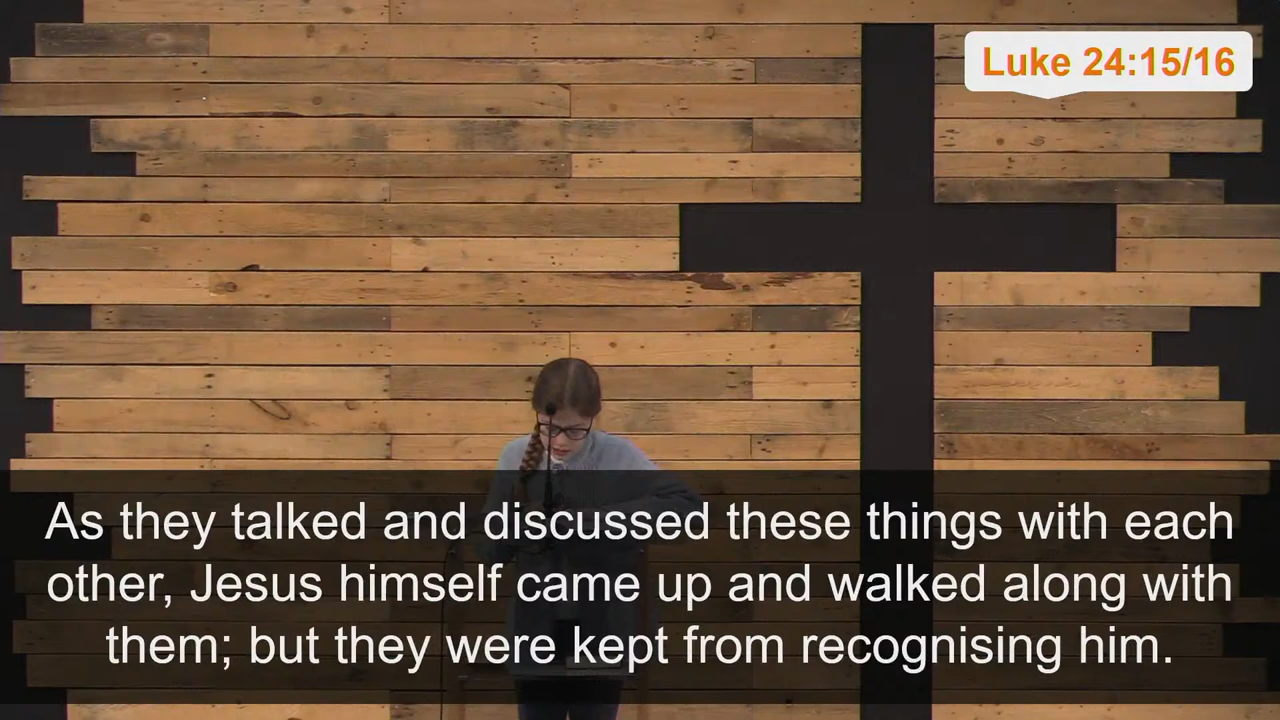 Luke 24:15/16
As they talked and discussed these things with each
other, Jesus himself came up and walked along with
them; but they were kept from recognising him.